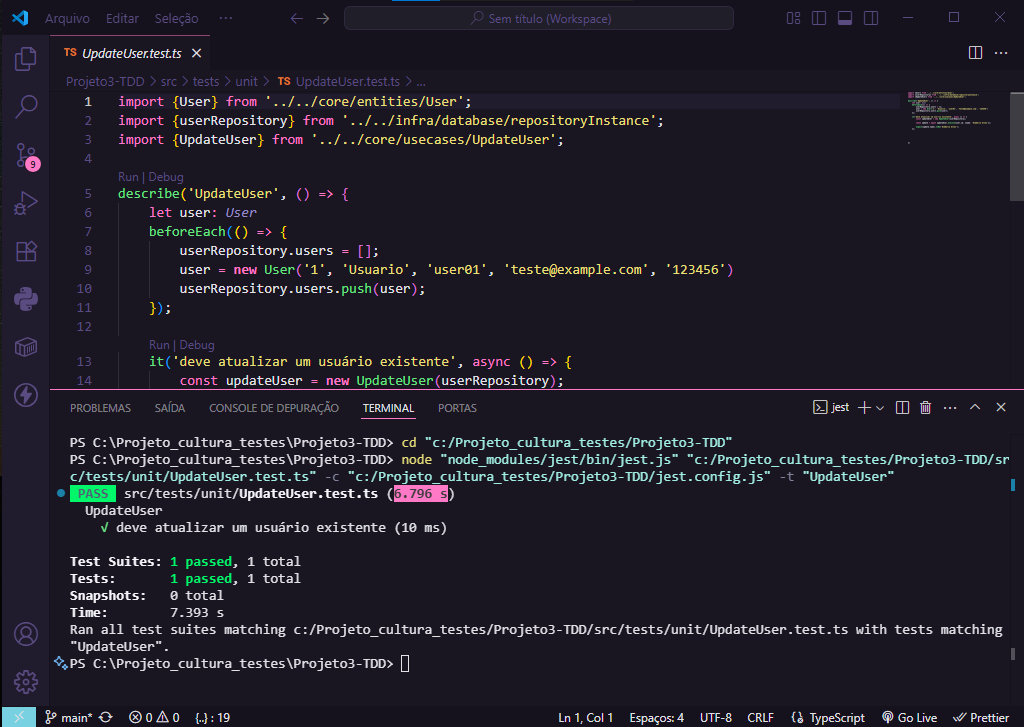 Arquivo Editar Seleção ··· Sem título (Workspace)
TS UpdateUser.test.ts
Projeto3-TDD > src > tests > unit > TS UpdateUser.test.ts > ...
1 import {User} from '../../core/entities/User';
2 import {userRepository} from '../../infra/database/repositoryInstance';
3 import {UpdateUser} from '../../core/usecases/UpdateUser';
4
Run | Debug
5 describe('UpdateUser', () => {
6 let user: User
7 beforeEach(() => {
8 userRepository.users = [];
9 user = new User('1', 'Usuario', 'user01', 'teste@example.com', '123456')
10 userRepository.users.push(user);
11 });
12
Run | Debug
13 it('deve atualizar um usuário existente', async () => {
14 const updateUser = new UpdateUser(userRepository);
9
PROBLEMAS SAÍDA CONSOLE DE DEPURAÇÃO TERMINAL PORTAS jest
PS C:\Projeto_cultura_testes\Projeto3-TDD> cd "c:/Projeto_cultura_testes/Projeto3-TDD"
PS C:\Projeto_cultura_testes\Projeto3-TDD> node "node_modules/jest/bin/jest.js" "c:/Projeto_cultura_testes/Projeto3-TDD/sr
c/tests/unit/UpdateUser.test.ts" -c "c:/Projeto_cultura_testes/Projeto3-TDD/jest.config.js" -t "UpdateUser"
PASS src/tests/unit/UpdateUser.test.ts (6.796 s)
UpdateUser
√ deve atualizar um usuário existente (10 ms)
Test Suites: 1 passed, 1 total
Tests: 1 passed, 1 total
Snapshots: 0 total
Time: 7.393 s
Ran all test suites matching c:/Projeto_cultura_testes/Projeto3-TDD/src/tests/unit/UpdateUser.test.ts with tests matching
"UpdateUser".
PS C:\Projeto_cultura_testes\Projeto3-TDD>
main* 0 0 {..} : 19 Ln 1, Col 1 Espaços: 4 UTF-8 CRLF TypeScript Go Live Prettier